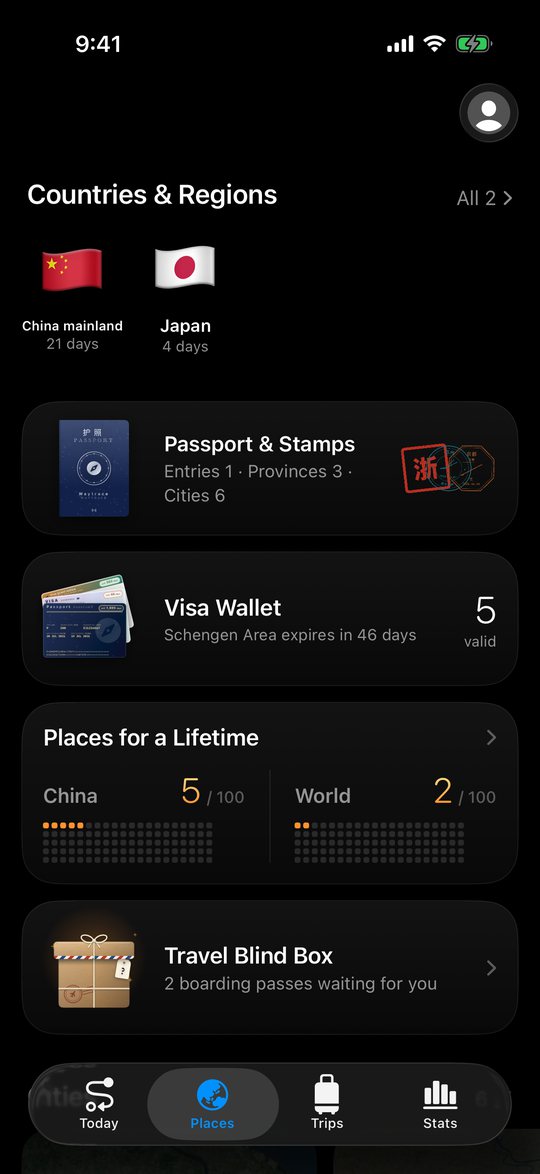 9:41
Countries & Regions
All 2
China mainland
21 days
Japan
4 days
护照
PASSPORT
Waytrace
Passport & Stamps
Entries 1 · Provinces 3 ·
Cities 6
浙
VISA
Passport
Visa Wallet
Schengen Area expires in 46 days
5
valid
Places for a Lifetime
China
5 / 100
World
2 / 100
?
Travel Blind Box
2 boarding passes waiting for you
Today
Places
Trips
Stats